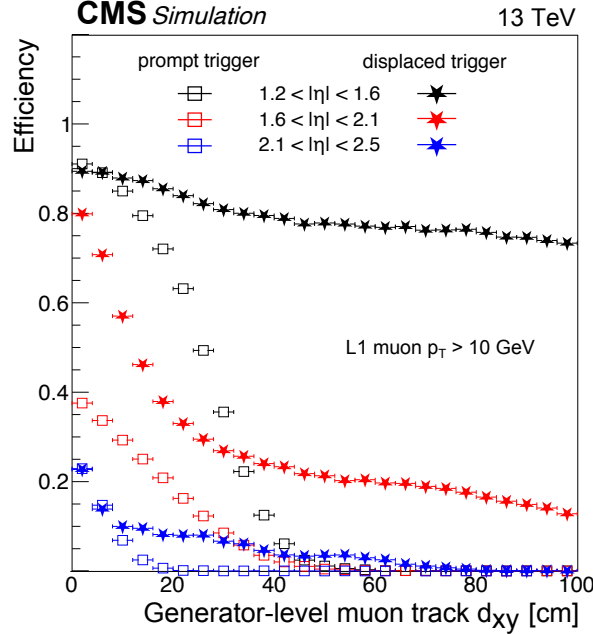 CMS Simulation 13 TeV
prompt trigger displaced trigger
1.2 < |η| < 1.6
1.6 < |η| < 2.1
2.1 < |η| < 2.5
L1 muon pT > 10 GeV
Efficiency
1
0.8
0.6
0.4
0.2
0 20 40 60 80 100
Generator-level muon track dxy [cm]